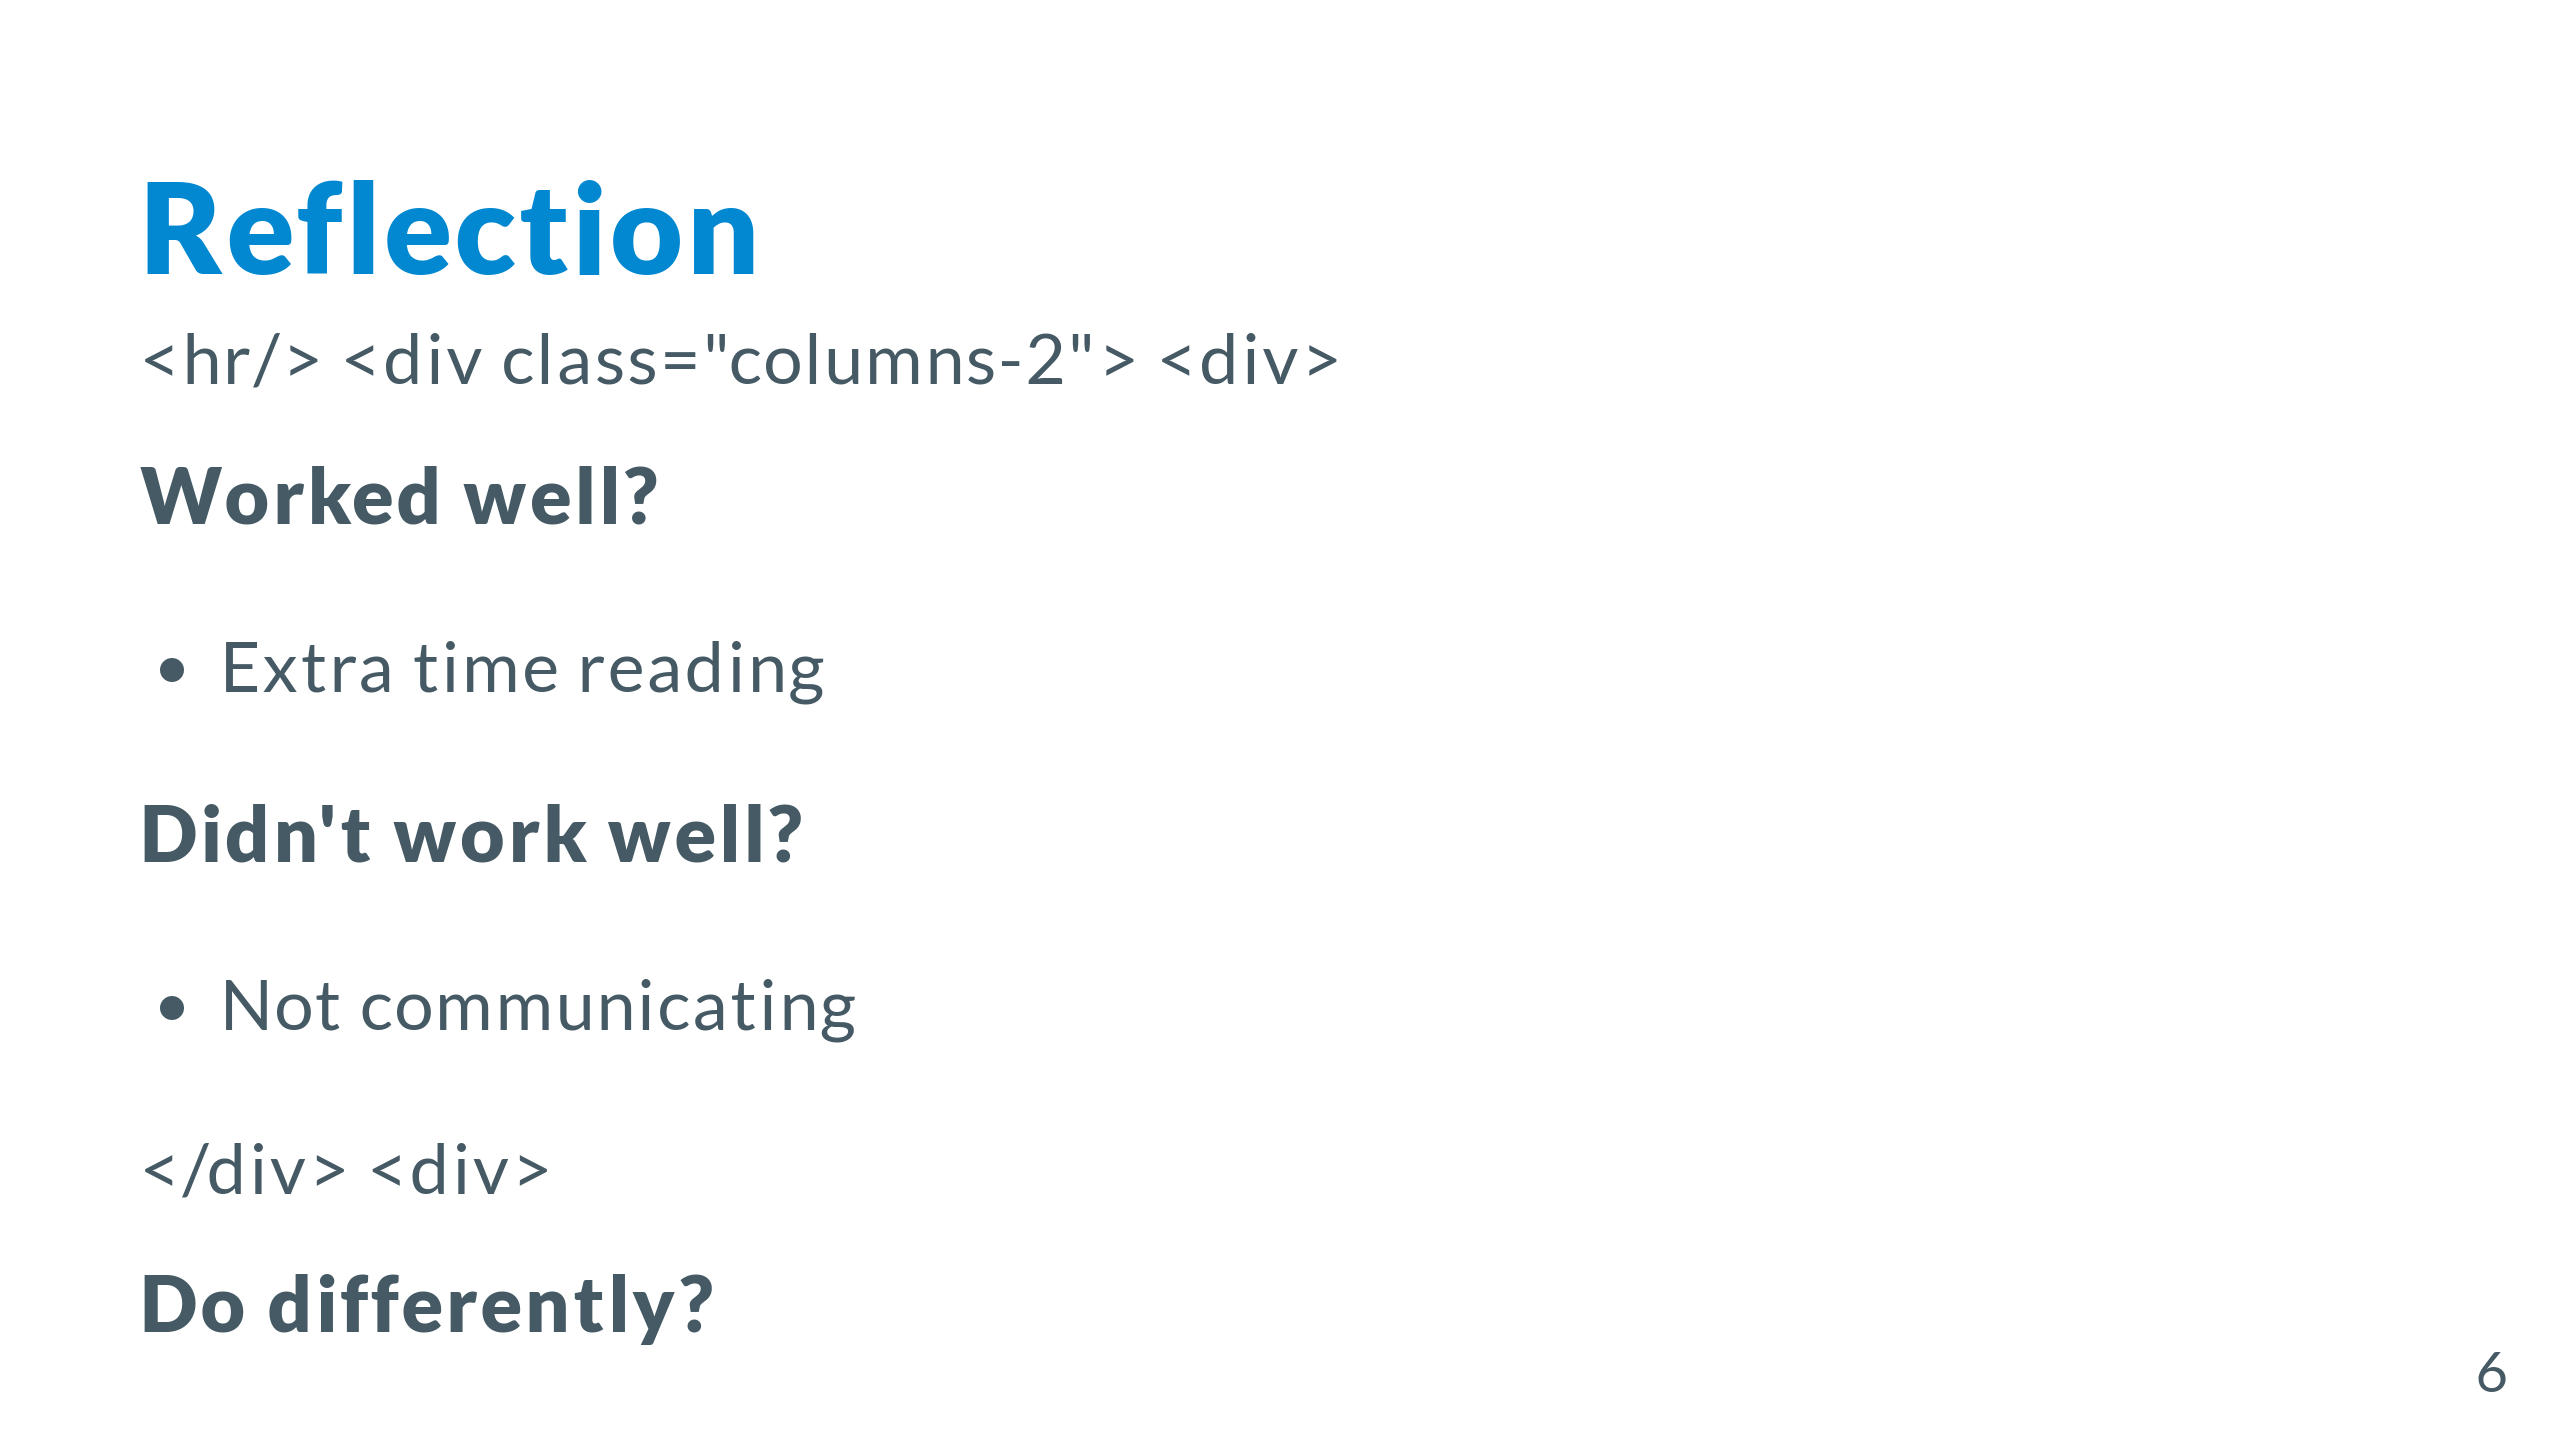 Reflection
<hr/> <div class="columns-2"> <div>
Worked well?
• Extra time reading
Didn't work well?
• Not communicating
</div> <div>
Do differently?
6